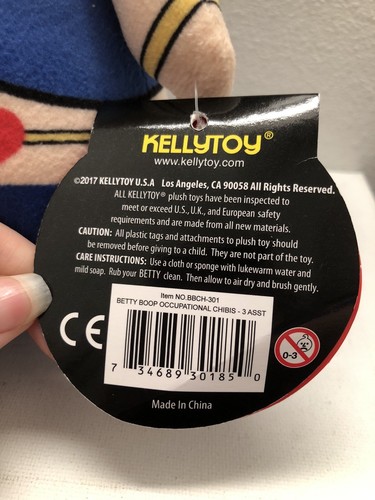 KELLYTOY®
www.kellytoy.com
©2017 KELLYTOY U.S.A Los Angeles, CA 90058 All Rights Reserved.
ALL KELLYTOY® plush toys have been inspected to
meet or exceed U.S., U.K., and European safety
requirements and are made from all new materials.
CAUTION: All plastic tags and attachments to plush toy should
be removed before giving to a child. They are not part of the toy.
CARE INSTRUCTIONS: Use a cloth or sponge with lukewarm water and
mild soap. Rub your BETTY clean. Then allow to air dry and brush gently.
Item NO.BBCH-301
BETTY BOOP OCCUPATIONAL CHIBIS - 3 ASST
CE
7 34689 30185 0
0-3
Made In China